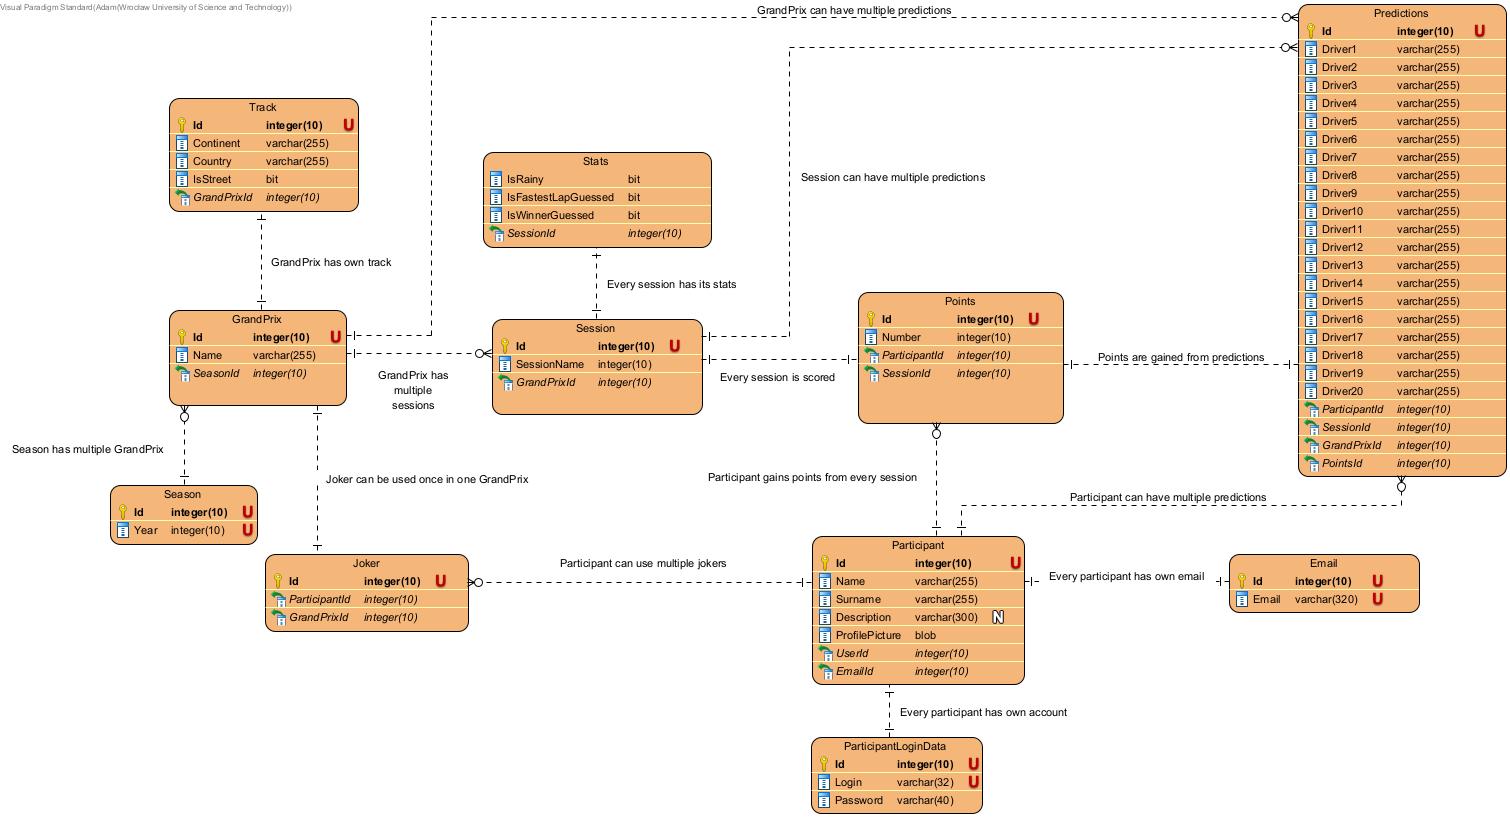 Visual Paradigm Standard(Adam(Wrocław University of Science and Technology))
GrandPrix can have multiple predictions
Predictions
Id integer(10) U
Driver1 varchar(255)
Driver2 varchar(255)
Driver3 varchar(255)
Driver4 varchar(255)
Driver5 varchar(255)
Driver6 varchar(255)
Driver7 varchar(255)
Driver8 varchar(255)
Driver9 varchar(255)
Driver10 varchar(255)
Driver11 varchar(255)
Driver12 varchar(255)
Driver13 varchar(255)
Driver14 varchar(255)
Driver15 varchar(255)
Driver16 varchar(255)
Driver17 varchar(255)
Driver18 varchar(255)
Driver19 varchar(255)
Driver20 varchar(255)
ParticipantId integer(10)
SessionId integer(10)
GrandPrixId integer(10)
PointsId integer(10)
Track
Id integer(10) U
Continent varchar(255)
Country varchar(255)
IsStreet bit
GrandPrixId integer(10)
Stats
IsRainy bit
IsFastestLapGuessed bit
IsWinnerGuessed bit
SessionId integer(10)
Session can have multiple predictions
GrandPrix has own track
Every session has its stats
GrandPrix
Id integer(10) U
Name varchar(255)
SeasonId integer(10)
Session
Id integer(10) U
SessionName integer(10)
GrandPrixId integer(10)
Points
Id integer(10) U
Number integer(10)
ParticipantId integer(10)
SessionId integer(10)
Points are gained from predictions
GrandPrix has
multiple
sessions
Every session is scored
Season has multiple GrandPrix
Joker can be used once in one GrandPrix
Participant gains points from every session
Participant can have multiple predictions
Season
Id integer(10) U
Year integer(10) U
Joker
Id integer(10) U
ParticipantId integer(10)
GrandPrixId integer(10)
Participant can use multiple jokers
Participant
Id integer(10) U
Name varchar(255)
Surname varchar(255)
Description varchar(300) N
ProfilePicture blob
UserId integer(10)
EmailId integer(10)
Every participant has own email
Email
Id integer(10) U
Email varchar(320) U
Every participant has own account
ParticipantLoginData
Id integer(10) U
Login varchar(32) U
Password varchar(40)